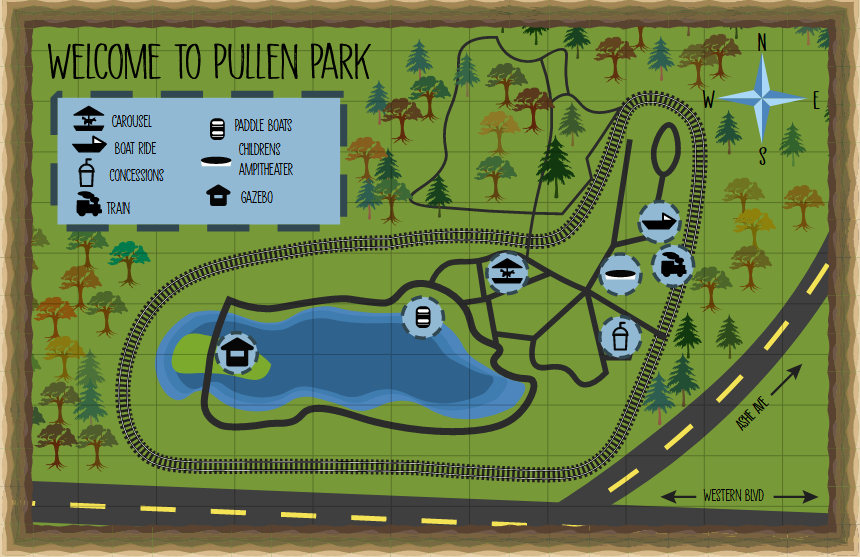 WELCOME TO PULLEN PARK
CAROUSEL
BOAT RIDE
CONCESSIONS
TRAIN
PADDLE BOATS
CHILDRENS
AMPITHEATER
GAZEBO
N
W
E
S
ASHE AVE
WESTERN BLVD